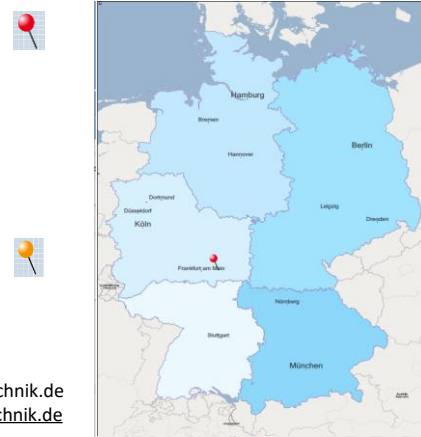 Hamburg
Bremen
Hannover
Berlin
Dortmund
Leipzig
Düsseldorf
Köln
Dresden
Frankfurt am Main
Nürnberg
Stuttgart
München
chnik.de
chnik.de